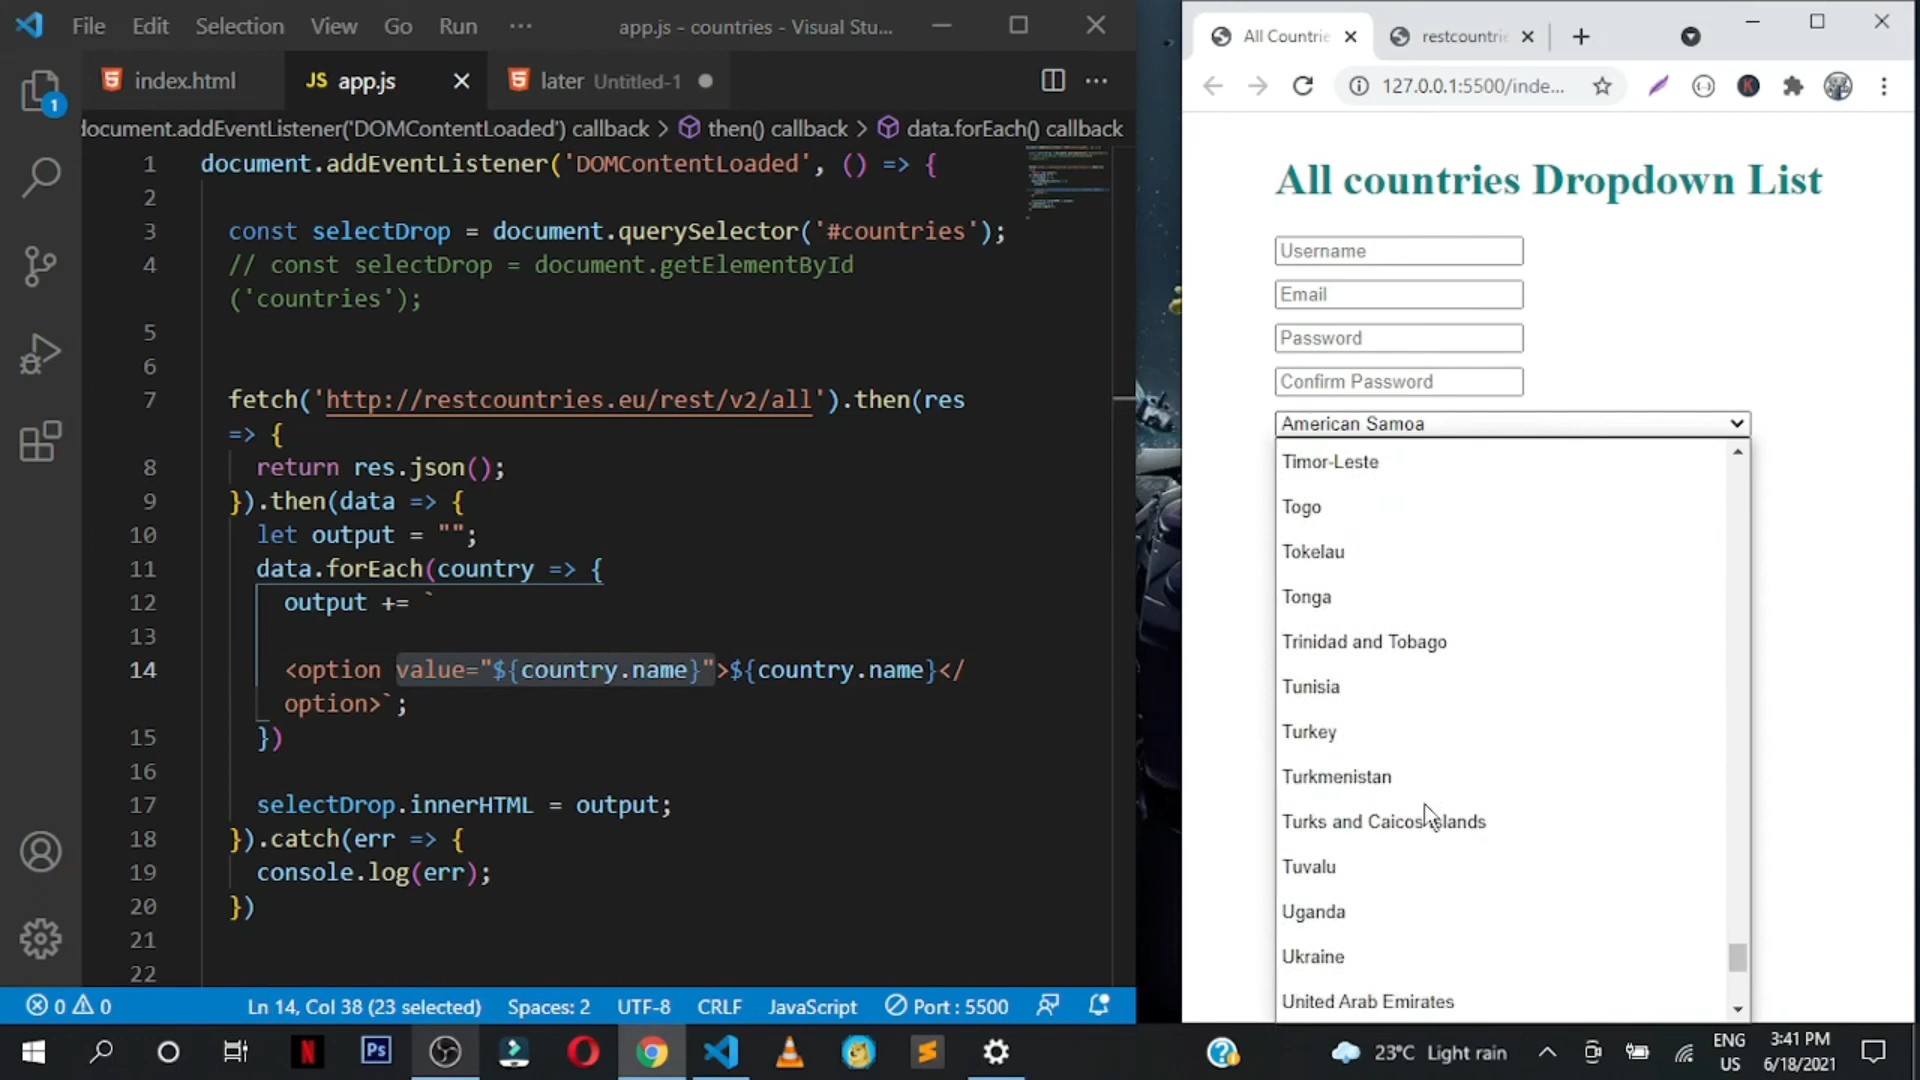 File Edit Selection View Go Run ··· app.js - countries - Visual Stu...
index.html JS app.js later Untitled-1
document.addEventListener('DOMContentLoaded') callback > then() callback > data.forEach() callback
1 document.addEventListener('DOMContentLoaded', () => {
2
3 const selectDrop = document.querySelector('#countries');
4 // const selectDrop = document.getElementById
('countries');
5
6
7 fetch('http://restcountries.eu/rest/v2/all').then(res
=> {
8 return res.json();
9 }).then(data => {
10 let output = "";
11 data.forEach(country => {
12 output += `
13
14 <option value="${country.name}">${country.name}</
option>`;
15 })
16
17 selectDrop.innerHTML = output;
18 }).catch(err => {
19 console.log(err);
20 })
21
22
1
0 0 Ln 14, Col 38 (23 selected) Spaces: 2 UTF-8 CRLF JavaScript Port : 5500
All Countrie restcountri
127.0.0.1:5500/inde...
All countries Dropdown List
Username
Email
Password
Confirm Password
American Samoa
Timor-Leste
Togo
Tokelau
Tonga
Trinidad and Tobago
Tunisia
Turkey
Turkmenistan
Turks and Caicos Islands
Tuvalu
Uganda
Ukraine
United Arab Emirates
N Ps 23°C Light rain ENG 3:41 PM
US 6/18/2021